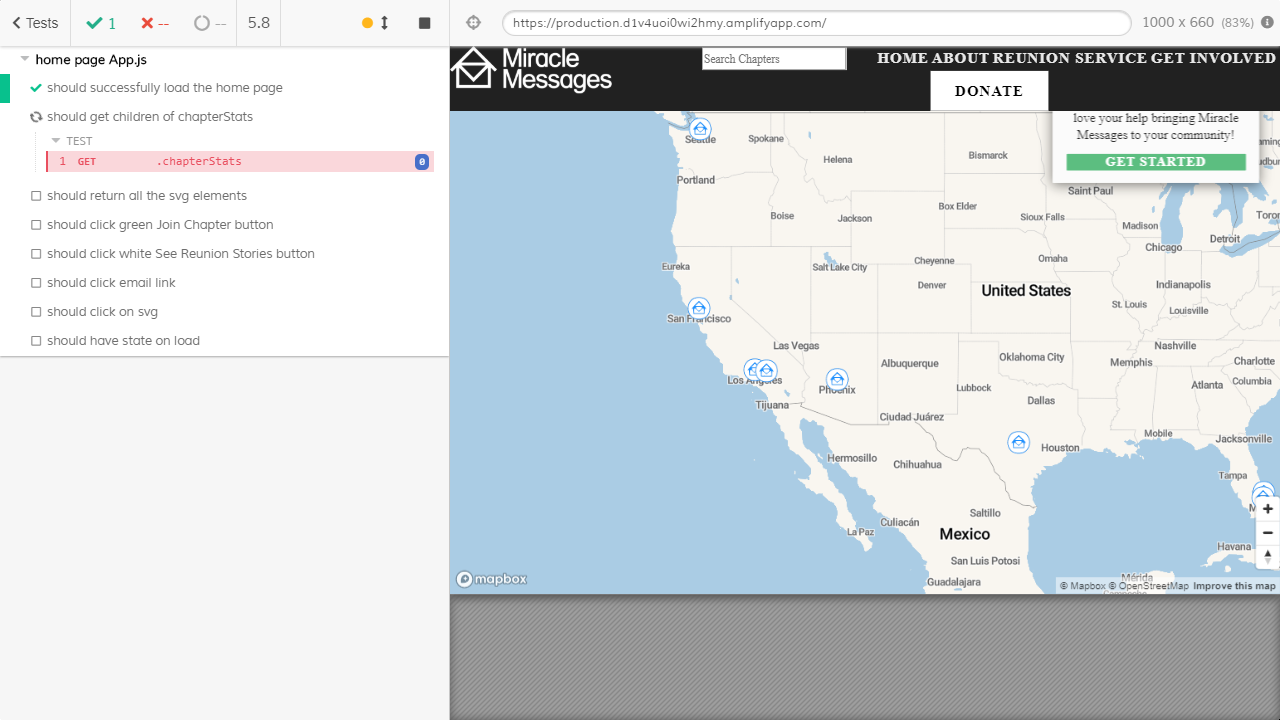 Tests
1
--
--
5.8
https://production.d1v4uoi0wi2hmy.amplifyapp.com/
1000 x 660 (83%)
home page App.js
should successfully load the home page
should get children of chapterStats
TEST
1 GET .chapterStats 0
should return all the svg elements
should click green Join Chapter button
should click white See Reunion Stories button
should click email link
should click on svg
should have state on load
Miracle
Messages
Search Chapters
HOME ABOUT REUNION SERVICE GET INVOLVED
DONATE
love your help bringing Miracle
Messages to your community!
GET STARTED
Seattle
Spokane
Helena
Bismarck
Portland
Saint Paul
Boise
Jackson
Box Elder
Sioux Falls
Madison
Detroit
Chicago
Eureka
Salt Lake City
Cheyenne
Omaha
Denver
United States
Indianapolis
St. Louis
Louisville
San Francisco
Las Vegas
Nashville
Albuquerque
Oklahoma City
Memphis
Charlotte
Los Angeles
Phoenix
Lubbock
Atlanta
Columbia
Tijuana
Dallas
Ciudad Juárez
Mobile
Jacksonville
Houston
Hermosillo
Chihuahua
Tampa
Saltillo
Culiacán
La Paz
Mexico
Havana
San Luis Potosi
Mérida
Guadalajara
mapbox
© Mapbox © OpenStreetMap Improve this map